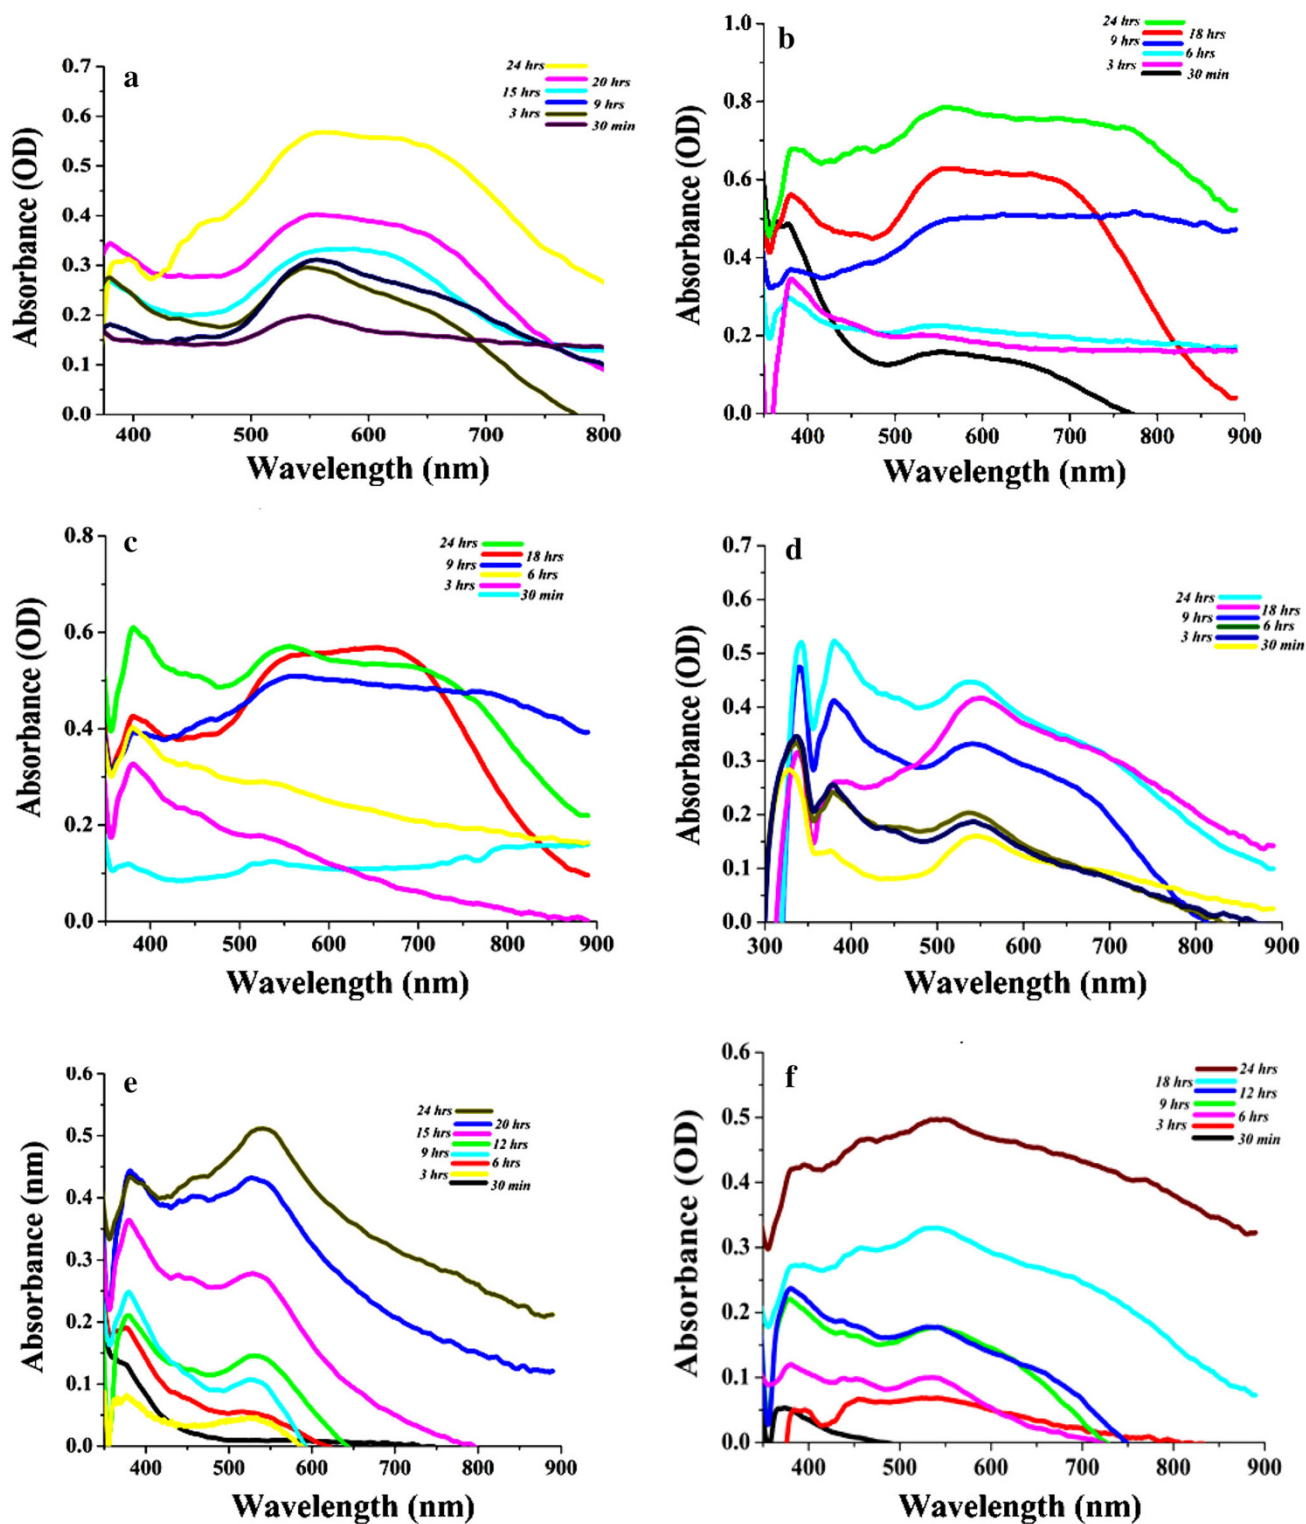 a
24 hrs
20 hrs
15 hrs
9 hrs
3 hrs
30 min
0.7
0.6
0.5
0.4
0.3
0.2
0.1
0.0
Absorbance (OD)
400 500 600 700 800
Wavelength (nm)
b
24 hrs
18 hrs
9 hrs
6 hrs
3 hrs
30 min
1.0
0.8
0.6
0.4
0.2
0.0
Absorbance (OD)
400 500 600 700 800 900
Wavelength (nm)
c
24 hrs
18 hrs
9 hrs
6 hrs
3 hrs
30 min
0.8
0.6
0.4
0.2
0.0
Absorbance (OD)
400 500 600 700 800 900
Wavelength (nm)
d
24 hrs
18 hrs
9 hrs
6 hrs
3 hrs
30 min
0.7
0.6
0.5
0.4
0.3
0.2
0.1
0.0
Absorbance (OD)
300 400 500 600 700 800 900
Wavelength (nm)
e
24 hrs
20 hrs
15 hrs
12 hrs
9 hrs
6 hrs
3 hrs
30 min
0.6
0.5
0.4
0.3
0.2
0.1
0.0
Absorbance (nm)
400 500 600 700 800 900
Wavelength (nm)
f
24 hrs
18 hrs
12 hrs
9 hrs
6 hrs
3 hrs
30 min
0.6
0.5
0.4
0.3
0.2
0.1
0.0
Absorbance (OD)
400 500 600 700 800 900
Wavelength (nm)